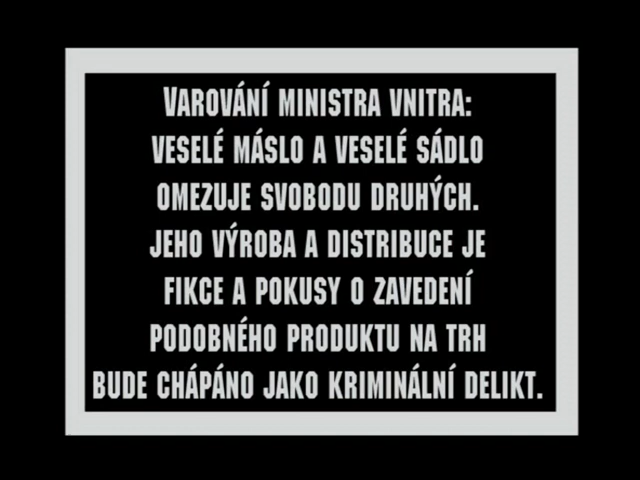 VAROVÁNÍ MINISTRA VNITRA:
VESELÉ MÁSLO A VESELÉ SÁDLO
OMEZUJE SVOBODU DRUHÝCH.
JEHO VÝROBA A DISTRIBUCE JE
FIKCE A POKUSY O ZAVEDENÍ
PODOBNÉHO PRODUKTU NA TRH
BUDE CHÁPÁNO JAKO KRIMINÁLNÍ DELIKT.